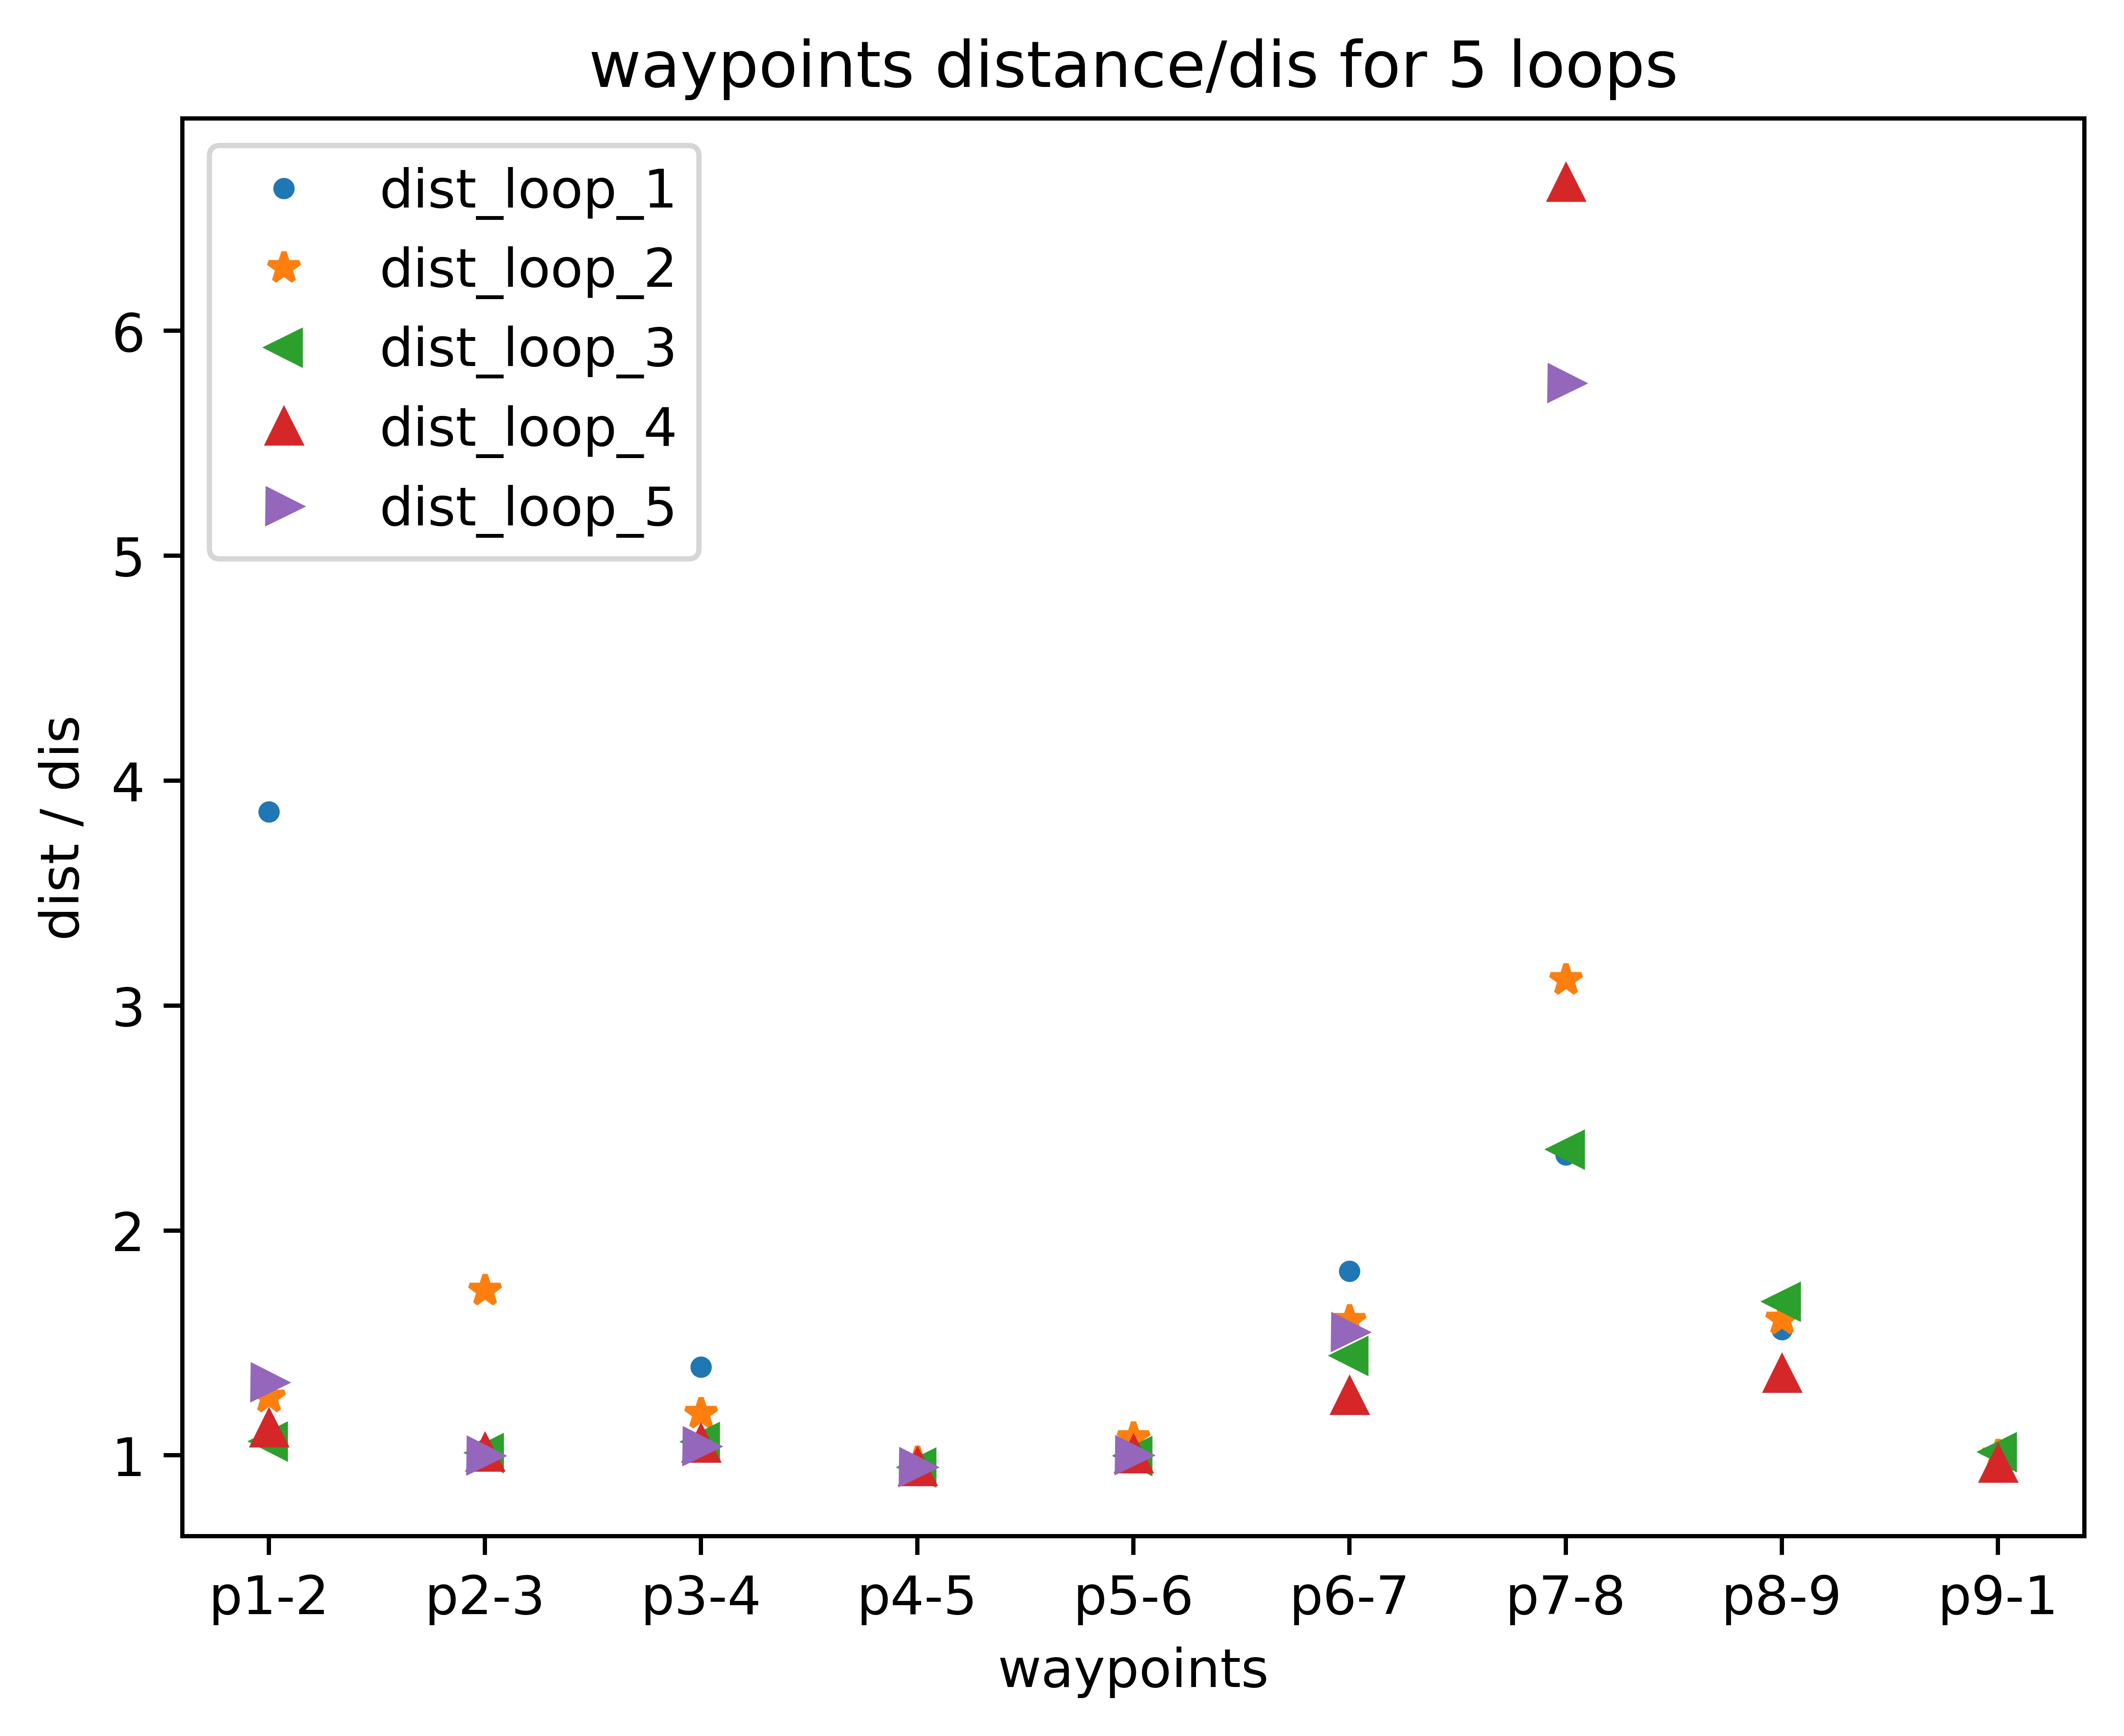 waypoints distance/dis for 5 loops
dist_loop_1
dist_loop_2
dist_loop_3
dist_loop_4
dist_loop_5
6
5
4
3
2
1
dist / dis
p1-2 p2-3 p3-4 p4-5 p5-6 p6-7 p7-8 p8-9 p9-1
waypoints